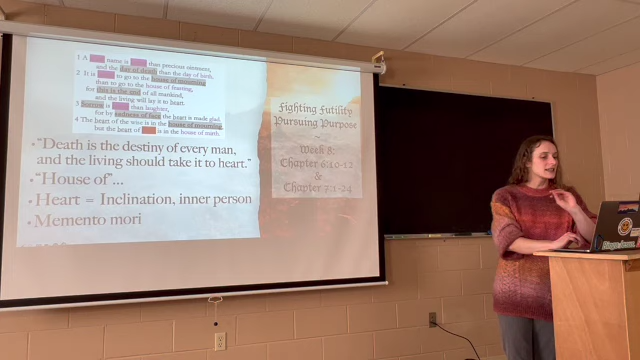 1 A name is than precious ointment,
and the day of death than the day of birth.
2 It is to go to the house of mourning
than to go to the house of feasting,
for this is the end of all mankind,
and the living will lay it to heart.
3 Sorrow is than laughter,
for by sadness of face the heart is made glad.
4 The heart of the wise is in the house of mourning,
but the heart of is in the house of mirth.
• "Death is the destiny of every man,
and the living should take it to heart."
• "House of"...
• Heart = Inclination, inner person
• Memento mori
Fighting Futility
Pursuing Purpose
~
Week 8:
Chapter 6:10-12
&
Chapter 7:1-24